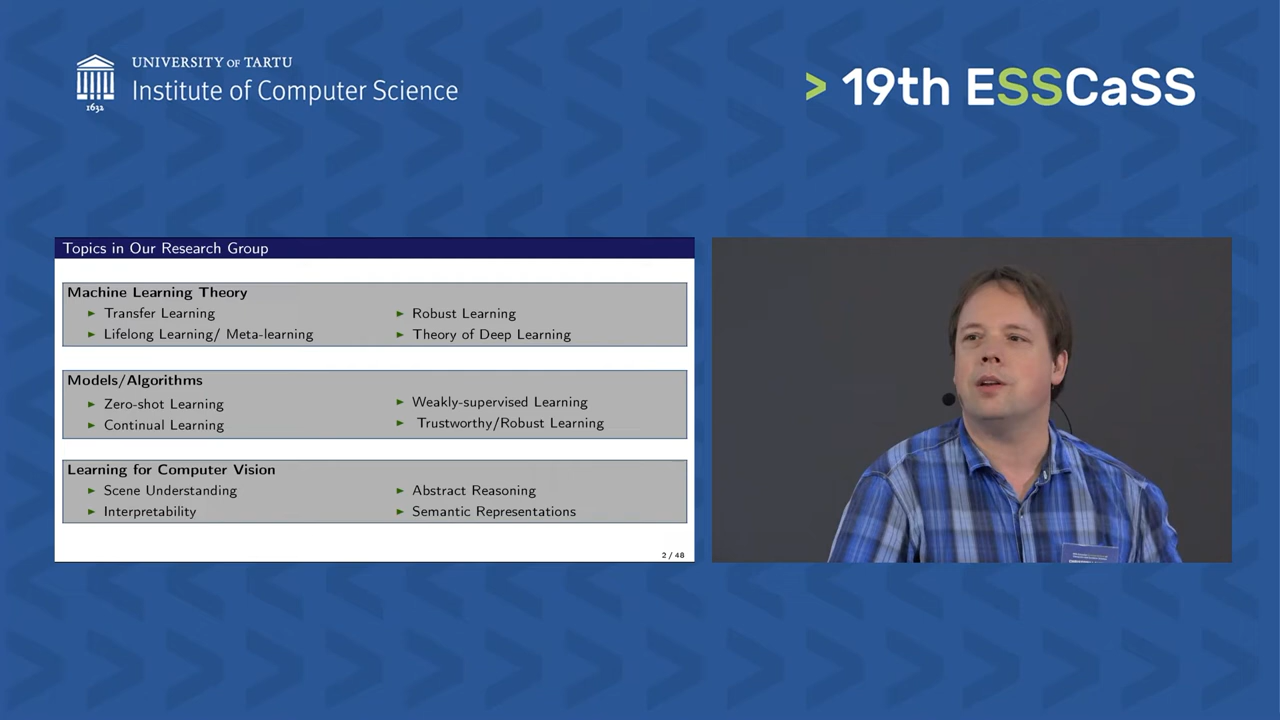 UNIVERSITY OF TARTU
Institute of Computer Science
1632
> 19th ESSCaSS
Topics in Our Research Group
Machine Learning Theory
► Transfer Learning
► Robust Learning
► Lifelong Learning/ Meta-learning
► Theory of Deep Learning
Models/Algorithms
► Zero-shot Learning
► Weakly-supervised Learning
► Continual Learning
► Trustworthy/Robust Learning
Learning for Computer Vision
► Scene Understanding
► Abstract Reasoning
► Interpretability
► Semantic Representations
2 / 48